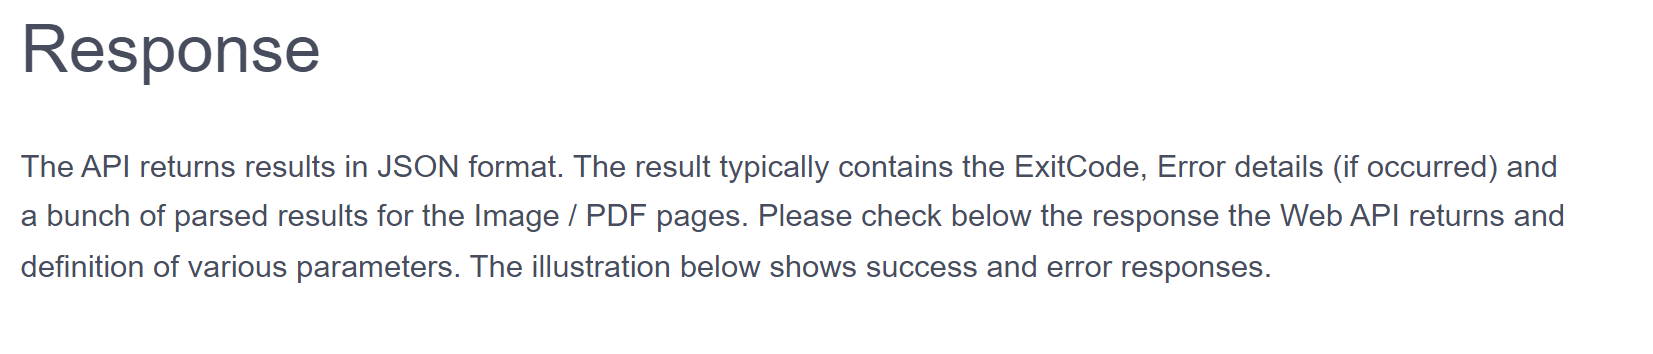 Response
The API returns results in JSON format. The result typically contains the ExitCode, Error details (if occurred) and
a bunch of parsed results for the Image / PDF pages. Please check below the response the Web API returns and
definition of various parameters. The illustration below shows success and error responses.